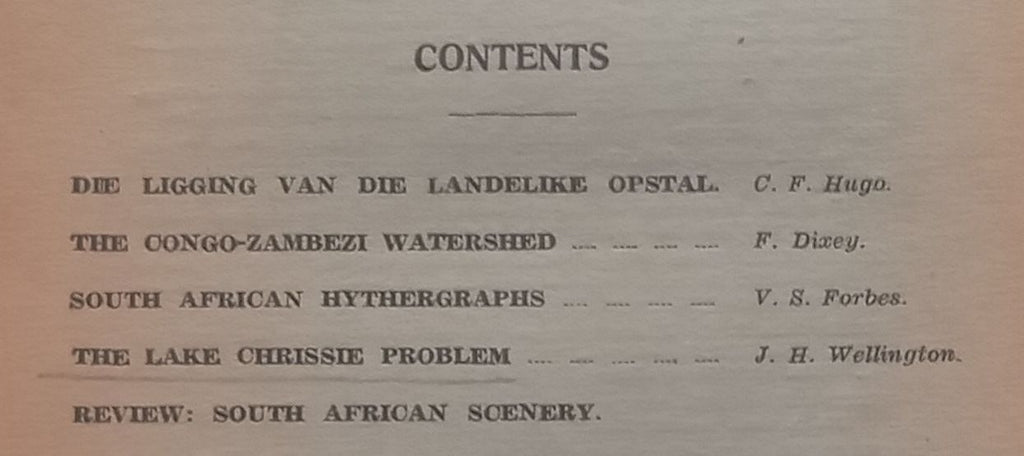 CONTENTS
DIE LIGGING VAN DIE LANDELIKE OPSTAL. C. F. Hugo.
THE CONGO-ZAMBEZI WATERSHED .... .... .... .... F. Dixey.
SOUTH AFRICAN HYTHERGRAPHS .... .... .... .... V. S. Forbes.
THE LAKE CHRISSIE PROBLEM .... .... .... .... .... J. H. Wellington.
REVIEW: SOUTH AFRICAN SCENERY.